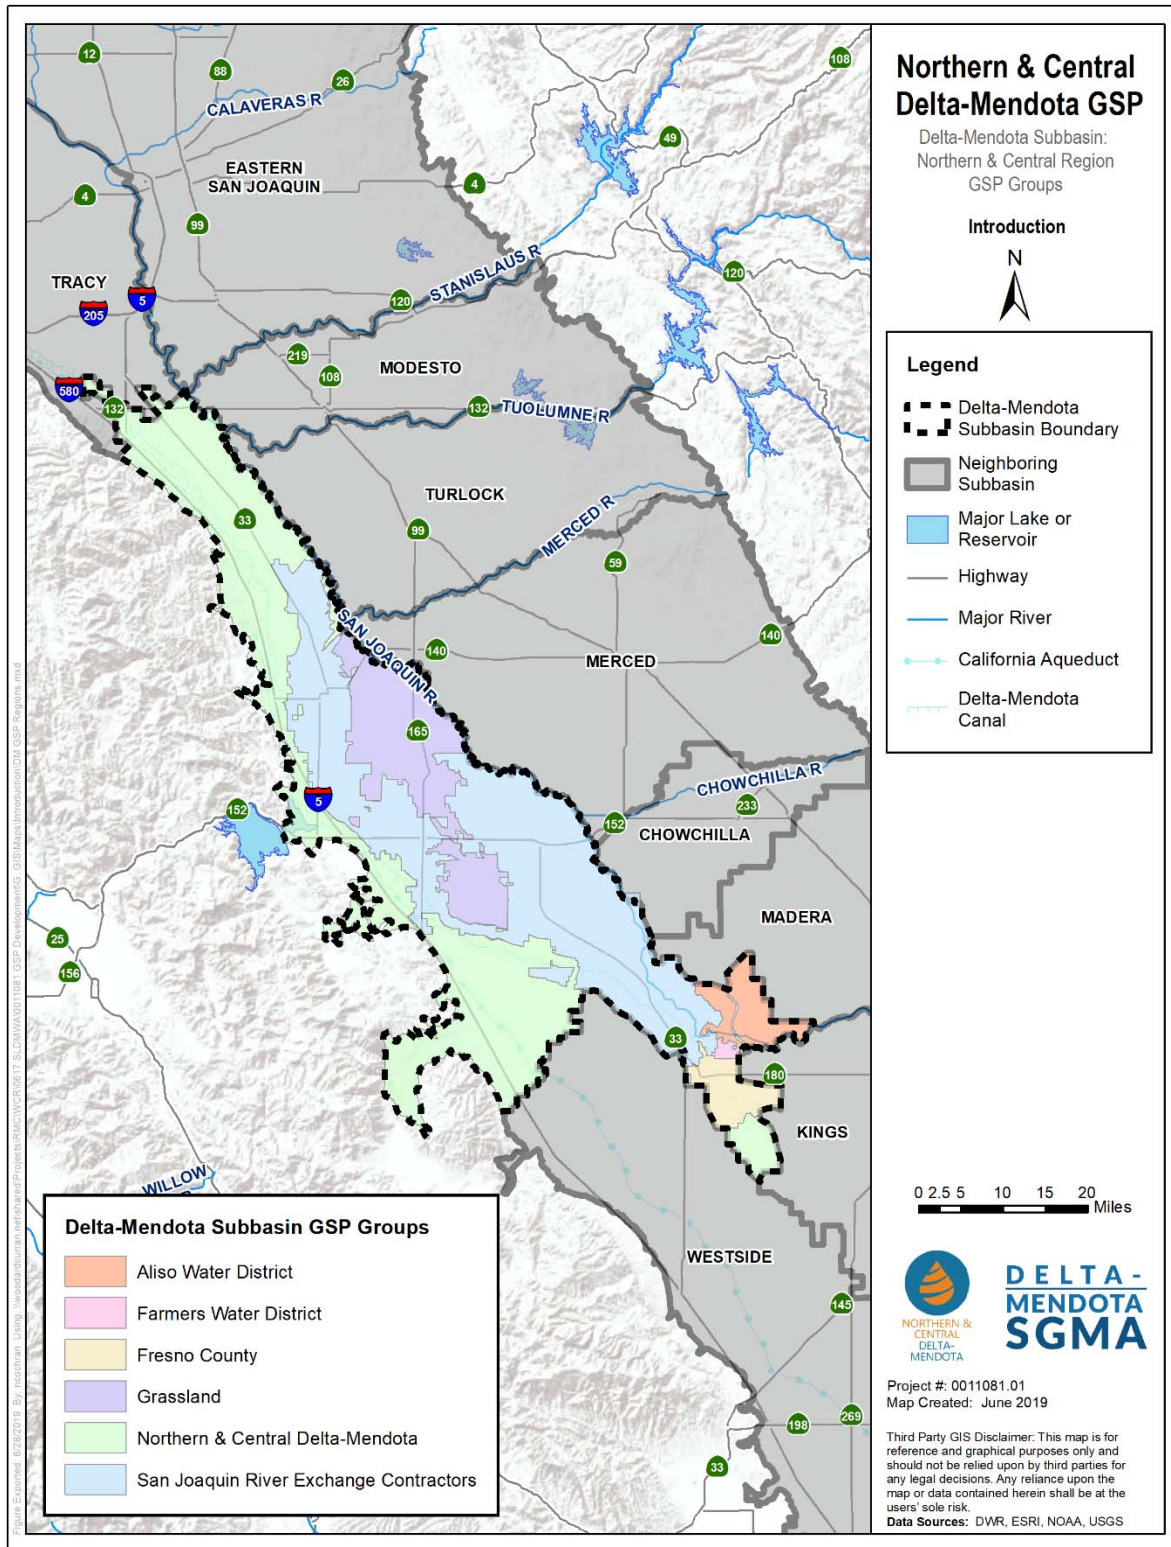 12
88
26
108
CALAVERAS R
49
EASTERN
SAN JOAQUIN
4
4
99
STANISLAUS R
120
TRACY
5
205
120
219
MODESTO
108
580
132
132
TUOLUMNE R
33
TURLOCK
99
MERCED R
59
SAN JOAQUIN R
140
140
MERCED
165
CHOWCHILLA R
5
152
233
152
CHOWCHILLA
MADERA
25
156
33
180
KINGS
WILLOW
WESTSIDE
145
198
269
33
Delta-Mendota Subbasin GSP Groups
Aliso Water District
Farmers Water District
Fresno County
Grassland
Northern & Central Delta-Mendota
San Joaquin River Exchange Contractors
Northern & Central
Delta-Mendota GSP
Delta-Mendota Subbasin:
Northern & Central Region
GSP Groups
Introduction
N
Legend
Delta-Mendota
Subbasin Boundary
Neighboring
Subbasin
Major Lake or
Reservoir
Highway
Major River
California Aqueduct
Delta-Mendota
Canal
0 2.5 5 10 15 20
Miles
NORTHERN &
CENTRAL
DELTA-
MENDOTA
DELTA-
MENDOTA
SGMA
Project #: 0011081.01
Map Created: June 2019
Third Party GIS Disclaimer: This map is for
reference and graphical purposes only and
should not be relied upon by third parties for
any legal decisions. Any reliance upon the
map or data contained herein shall be at the
users' sole risk.
Data Sources: DWR, ESRI, NOAA, USGS